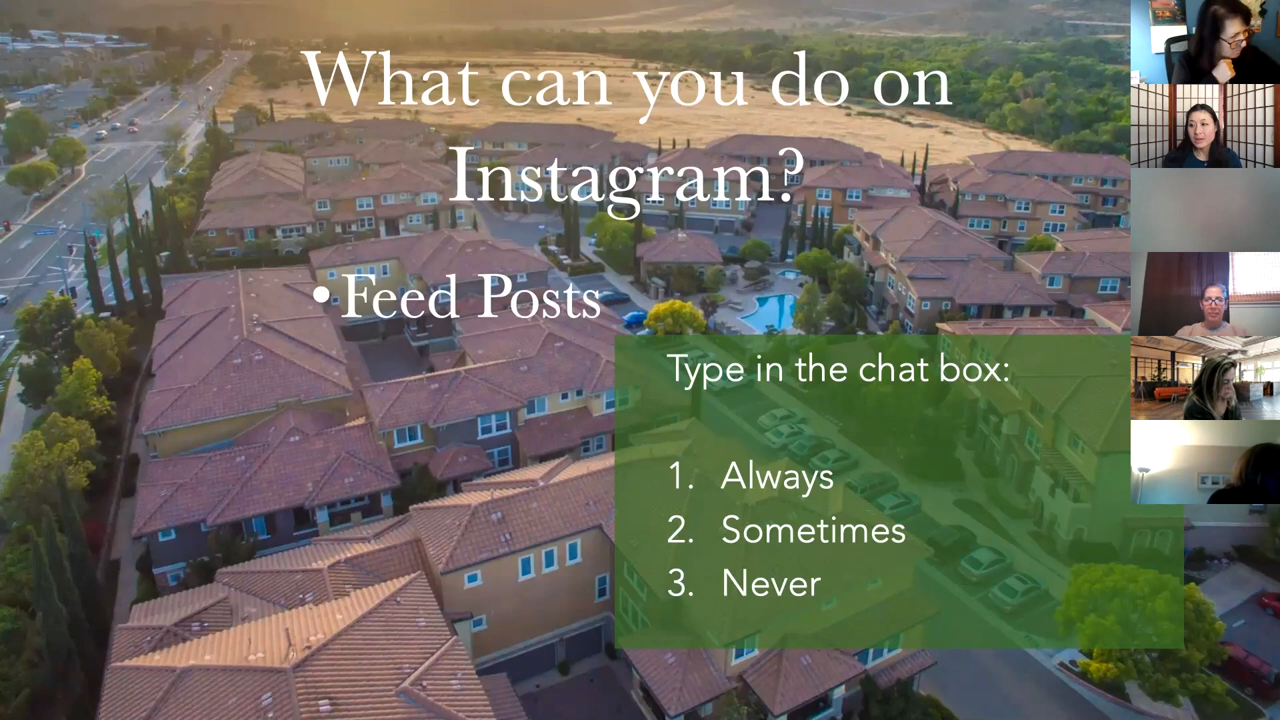 What can you do on
Instagram?
•Feed Posts
Type in the chat box:
1. Always
2. Sometimes
3. Never